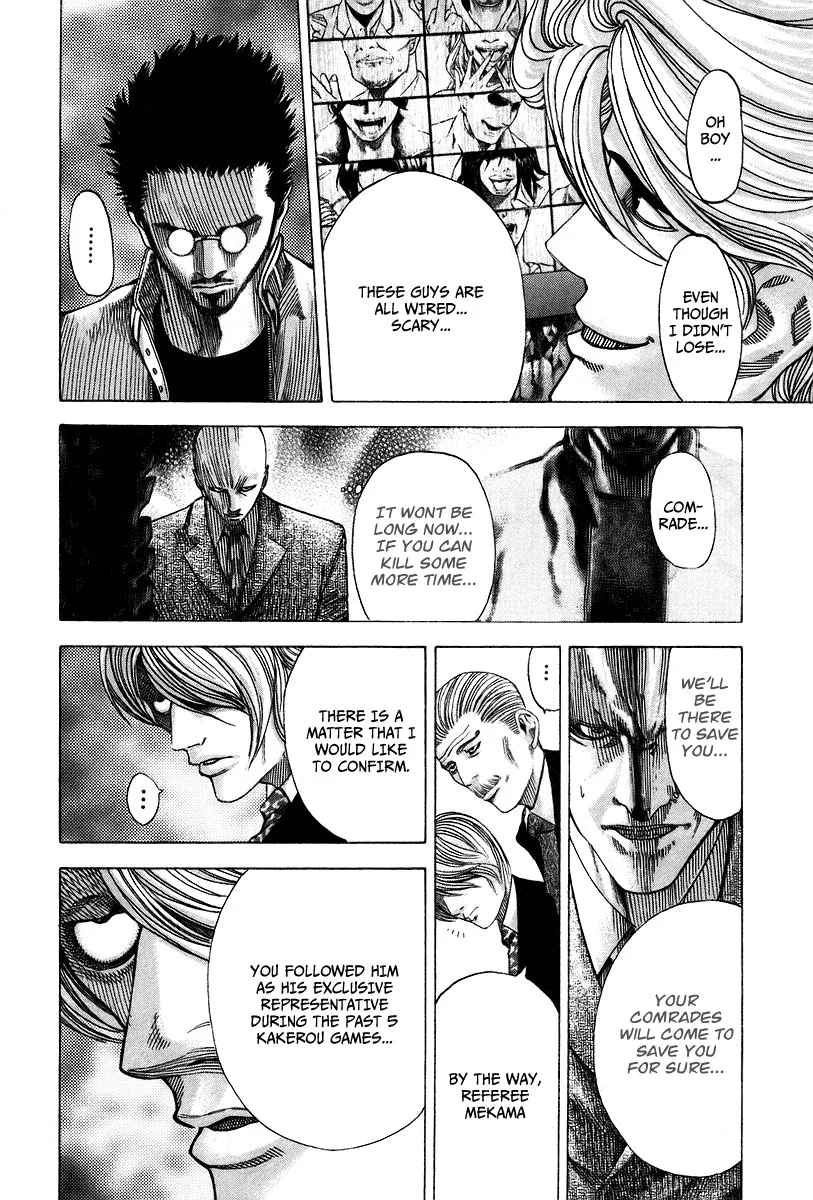 OH
BOY
...
EVEN
THOUGH
I DIDN'T
LOSE...
THESE GUYS ARE
ALL WIRED...
SCARY...
......
COM-
RADE...
IT WONT BE
LONG NOW...
IF YOU CAN
KILL SOME
MORE TIME...
WE'LL
BE
THERE
TO SAVE
YOU...
YOUR
COMRADES
WILL COME TO
SAVE YOU
FOR SURE...
...
BY THE WAY,
REFEREE
MEKAMA
THERE IS A
MATTER THAT I
WOULD LIKE
TO CONFIRM.
...
YOU FOLLOWED HIM
AS HIS EXCLUSIVE
REPRESENTATIVE
DURING THE PAST 5
KAKEROU GAMES...